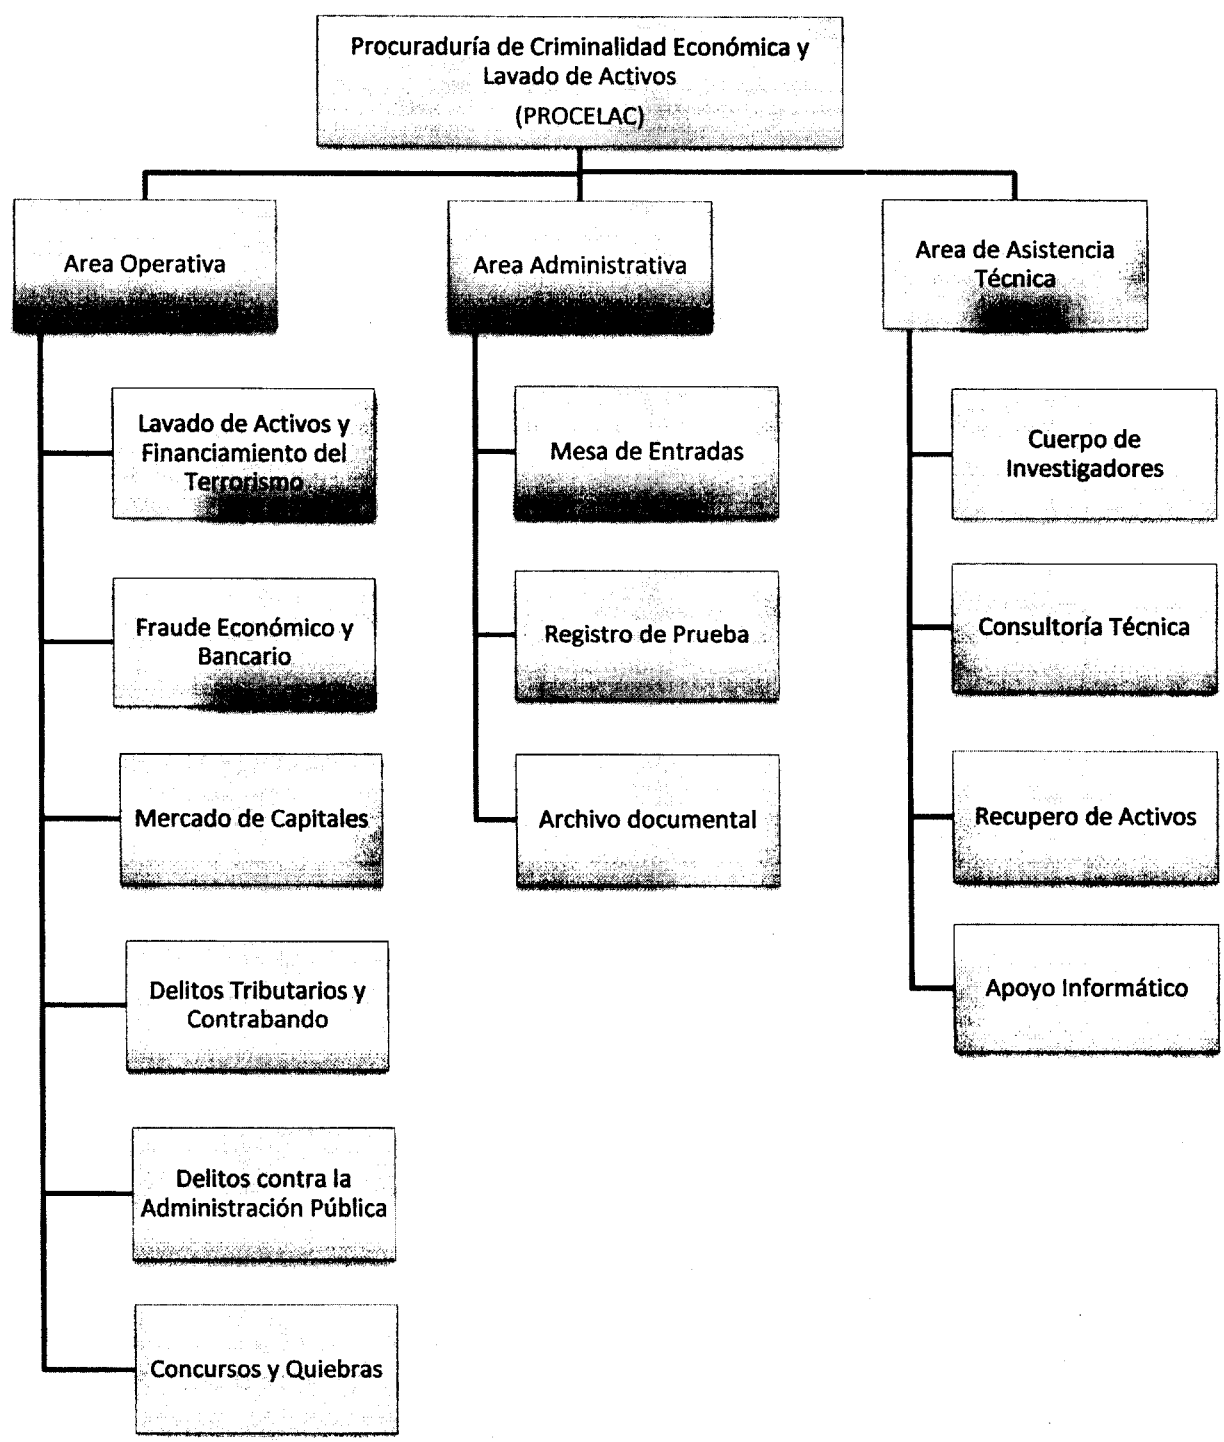 Procuraduría de Criminalidad Económica y
Lavado de Activos
(PROCELAC)
Area Operativa
Lavado de Activos y
Financiamiento del
Terrorismo
Fraude Económico y
Bancario
Mercado de Capitales
Delitos Tributarios y
Contrabando
Delitos contra la
Administración Pública
Concursos y Quiebras
Area Administrativa
Mesa de Entradas
Registro de Prueba
Archivo documental
Area de Asistencia
Técnica
Cuerpo de
Investigadores
Consultoría Técnica
Recupero de Activos
Apoyo Informático